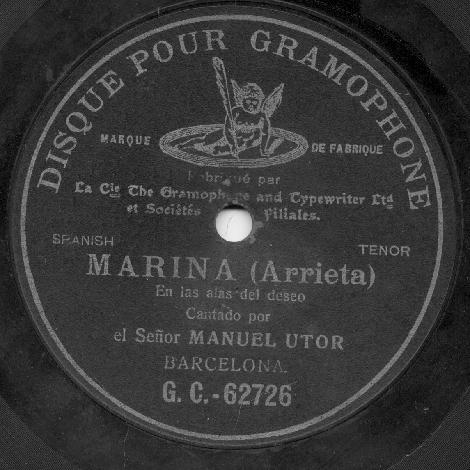 DISQUE POUR GRAMOPHONE
MARQUE DE FABRIQUE
Fabriqué par
La Cie The Gramophone and Typewriter Ltd
et Sociétés Filiales.
SPANISH TENOR
MARINA (Arrieta)
En las alas del deseo
Cantado por
el Señor MANUEL UTOR
BARCELONA.
G. C.-62726